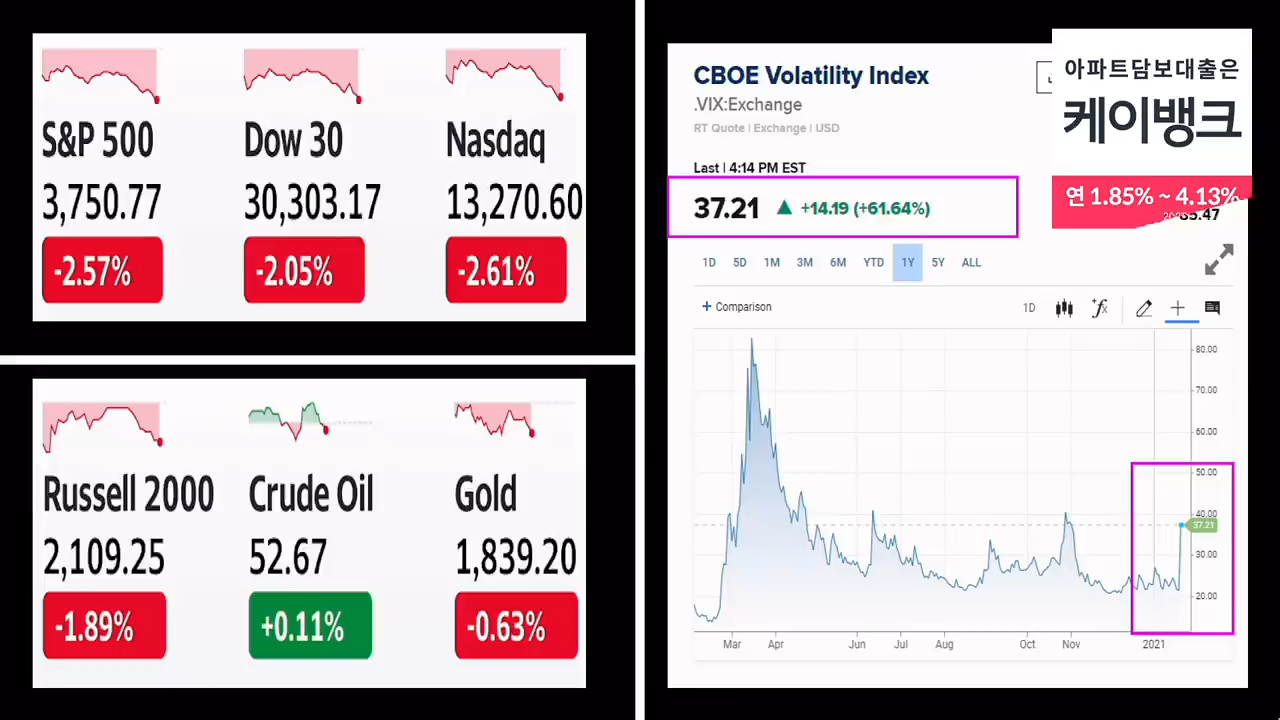 S&P 500
3,750.77
-2.57%
Dow 30
30,303.17
-2.05%
Nasdaq
13,270.60
-2.61%
Russell 2000
2,109.25
-1.89%
Crude Oil
52.67
+0.11%
Gold
1,839.20
-0.63%
CBOE Volatility Index
.VIX:Exchange
RT Quote | Exchange | USD
Last | 4:14 PM EST
37.21 +14.19 (+61.64%)
아파트담보대출은
케이뱅크
연 1.85% ~ 4.13%
1D 5D 1M 3M 6M YTD 1Y 5Y ALL
+ Comparison
1D
80.00
70.00
60.00
50.00
40.00
37.21
30.00
20.00
Mar Apr Jun Jul Aug Oct Nov 2021